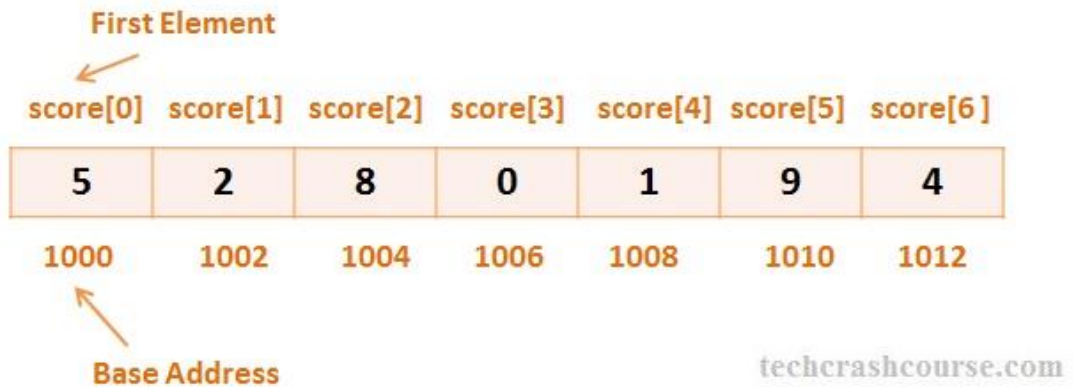 First Element
score[0] score[1] score[2] score[3] score[4] score[5] score[6]
5 2 8 0 1 9 4
1000 1002 1004 1006 1008 1010 1012
Base Address
techcrashcourse.com